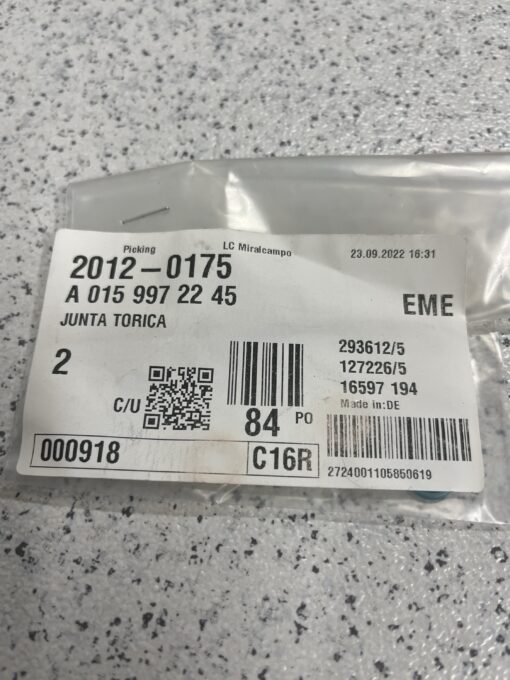 Picking LC Miralcampo 23.09.2022 16:31
2012-0175
A 015 997 22 45 EME
JUNTA TORICA
293612/5
2 127226/5
16597 194
C/U Made in:DE
84 PO
000918 C16R
2724001105850619